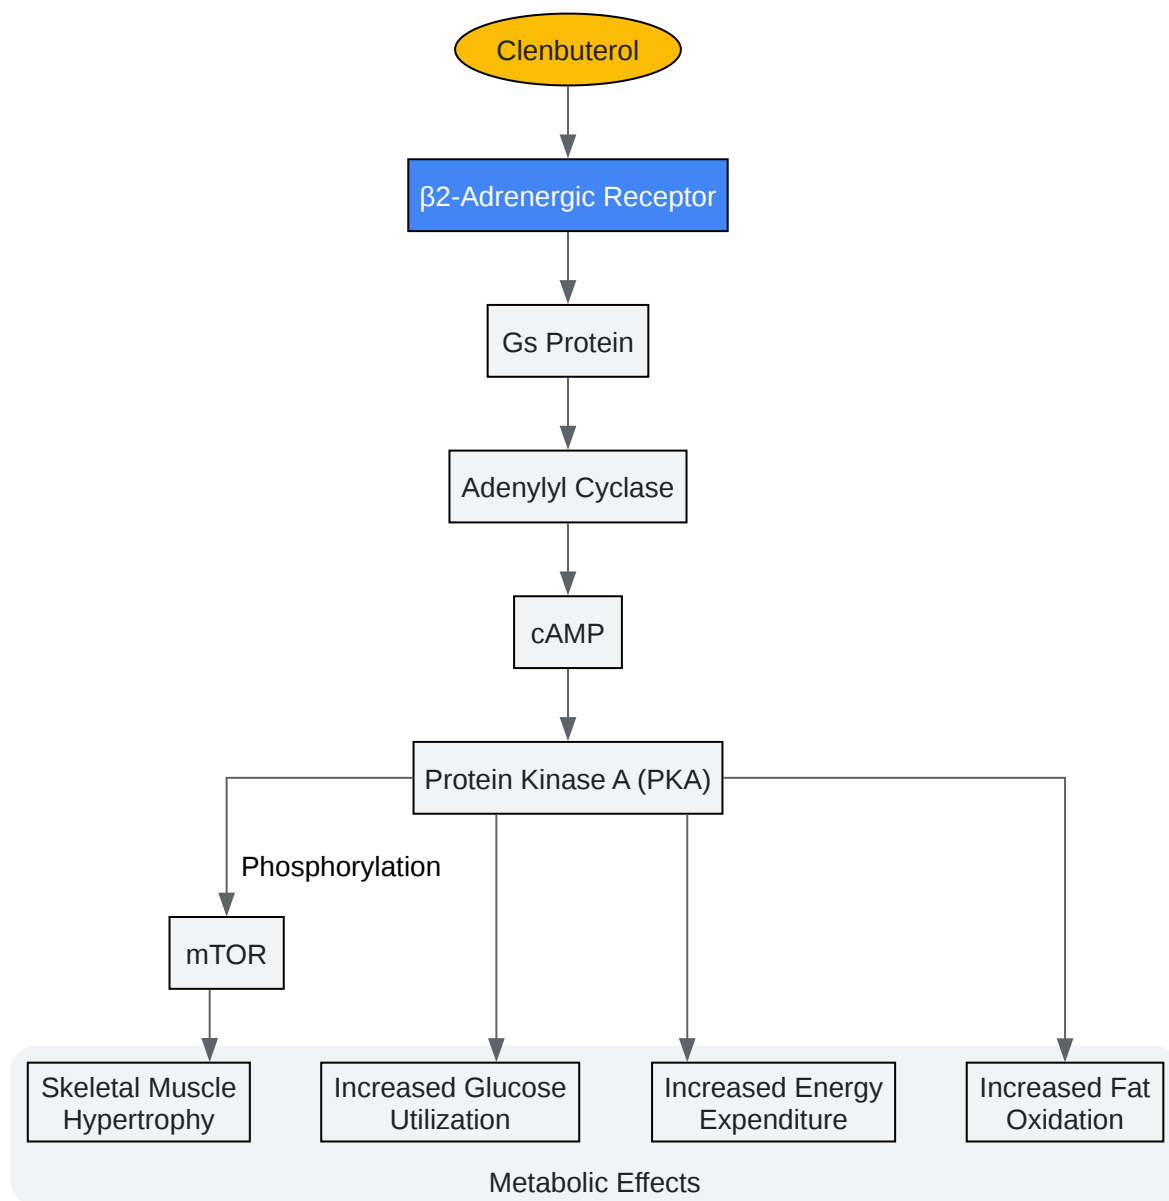 Clenbuterol
β2-Adrenergic Receptor
Gs Protein
Adenylyl Cyclase
cAMP
Protein Kinase A (PKA)
Phosphorylation
mTOR
Skeletal Muscle
Hypertrophy
Increased Glucose
Utilization
Increased Energy
Expenditure
Increased Fat
Oxidation
Metabolic Effects